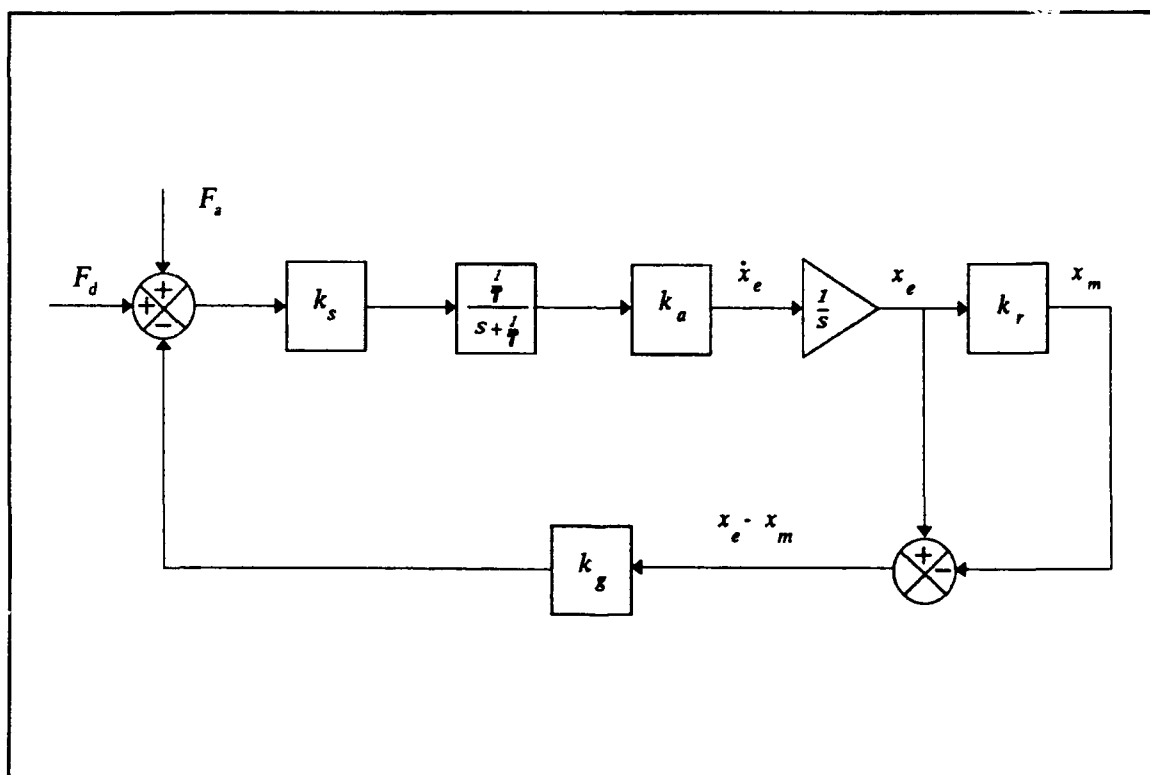 F_a
F_d
+
+
−
k_s
1/T
s + 1/T
k_a
ẋ_e
1/s
x_e
k_r
x_m
x_e - x_m
k_g
+
−